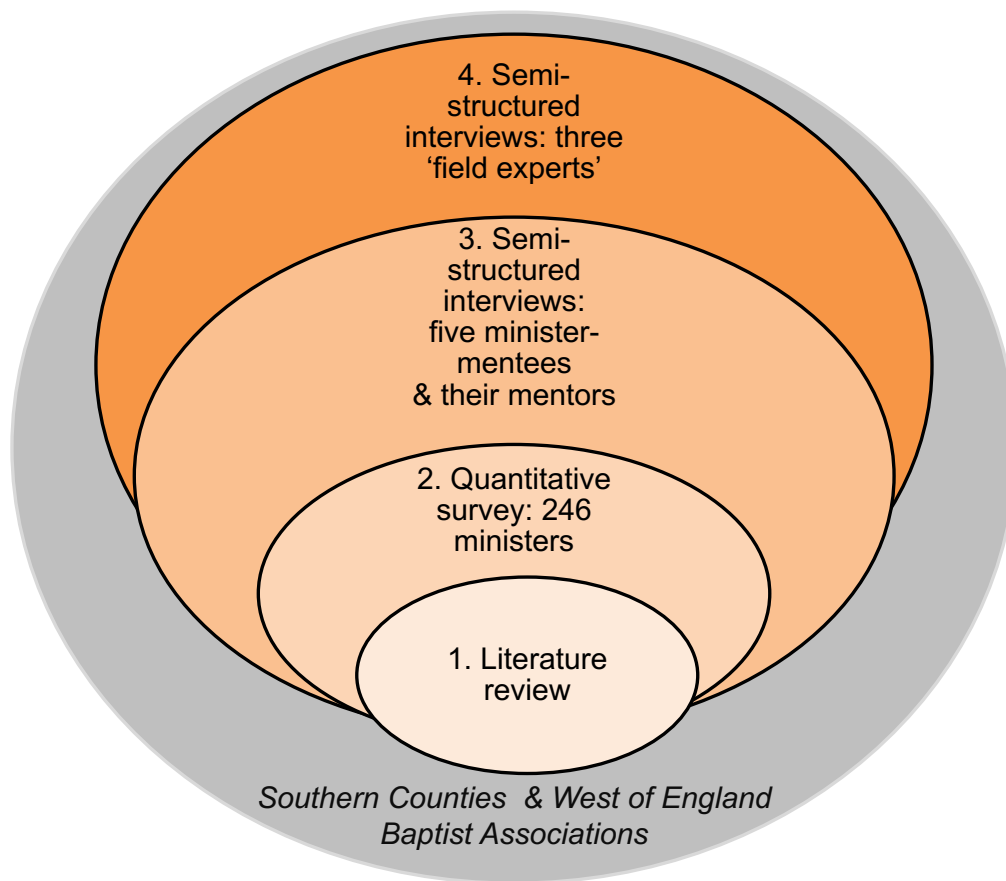 4. Semi-
structured
interviews: three
‘field experts’
3. Semi-
structured
interviews:
five minister-
mentees
& their mentors
2. Quantitative
survey: 246
ministers
1. Literature
review
Southern Counties  & West of England
Baptist Associations